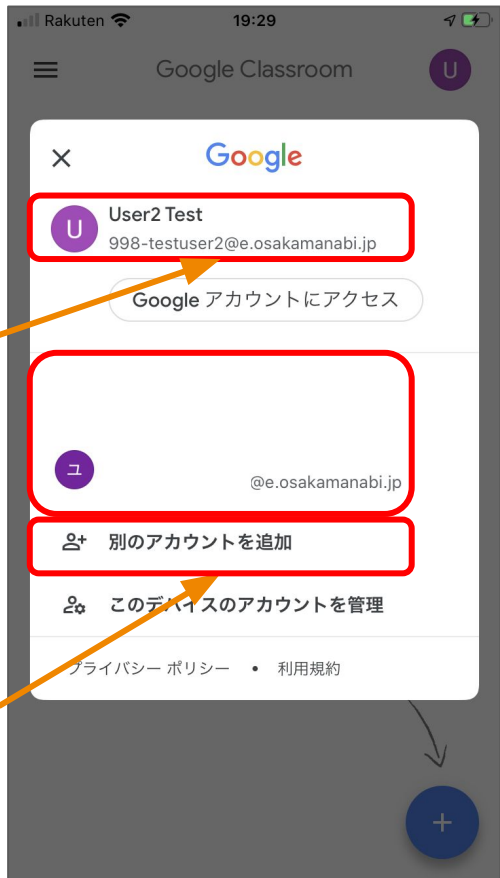 Rakuten 19:29
Google Classroom U
Google
U User2 Test
998-testuser2@e.osakamanabi.jp
Google アカウントにアクセス
ユ @e.osakamanabi.jp
別のアカウントを追加
このデバイスのアカウントを管理
プライバシー ポリシー • 利用規約